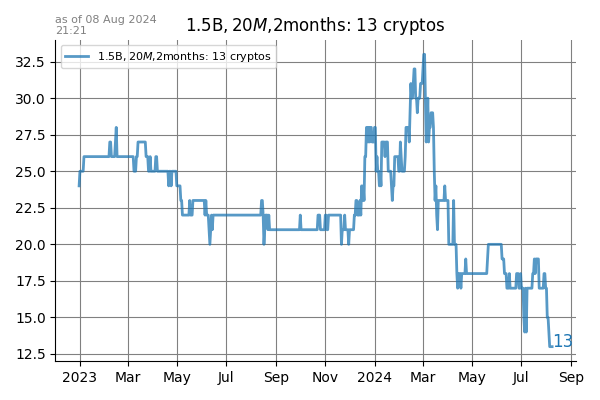 as of 08 Aug 2024
21:21
1.5B, 20M,2months: 13 cryptos
1.5B, 20M,2months: 13 cryptos
32.5
30.0
27.5
25.0
22.5
20.0
17.5
15.0
12.5
13
2023 Mar May Jul Sep Nov 2024 Mar May Jul Sep